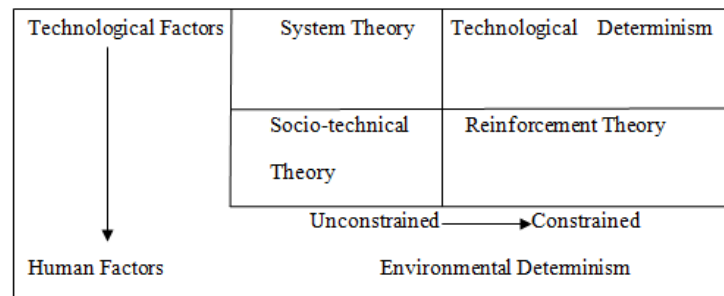 Technological Factors System Theory Technological Determinism
Socio-technical Reinforcement Theory
Theory
Unconstrained Constrained
Human Factors Environmental Determinism